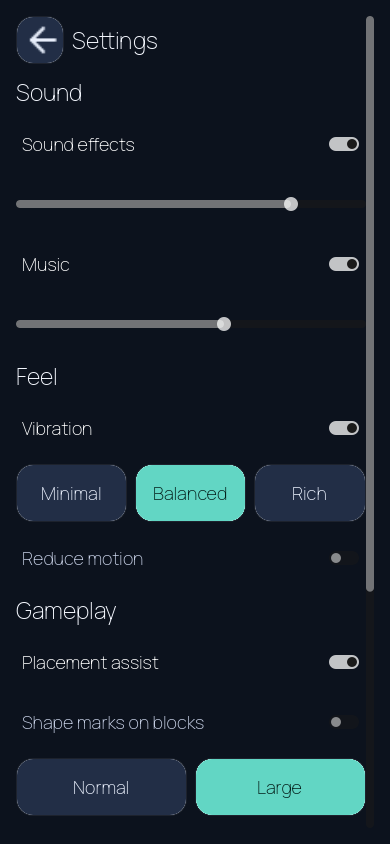 Settings
Sound
Sound effects
Music
Feel
Vibration
Minimal Balanced Rich
Reduce motion
Gameplay
Placement assist
Shape marks on blocks
Normal Large